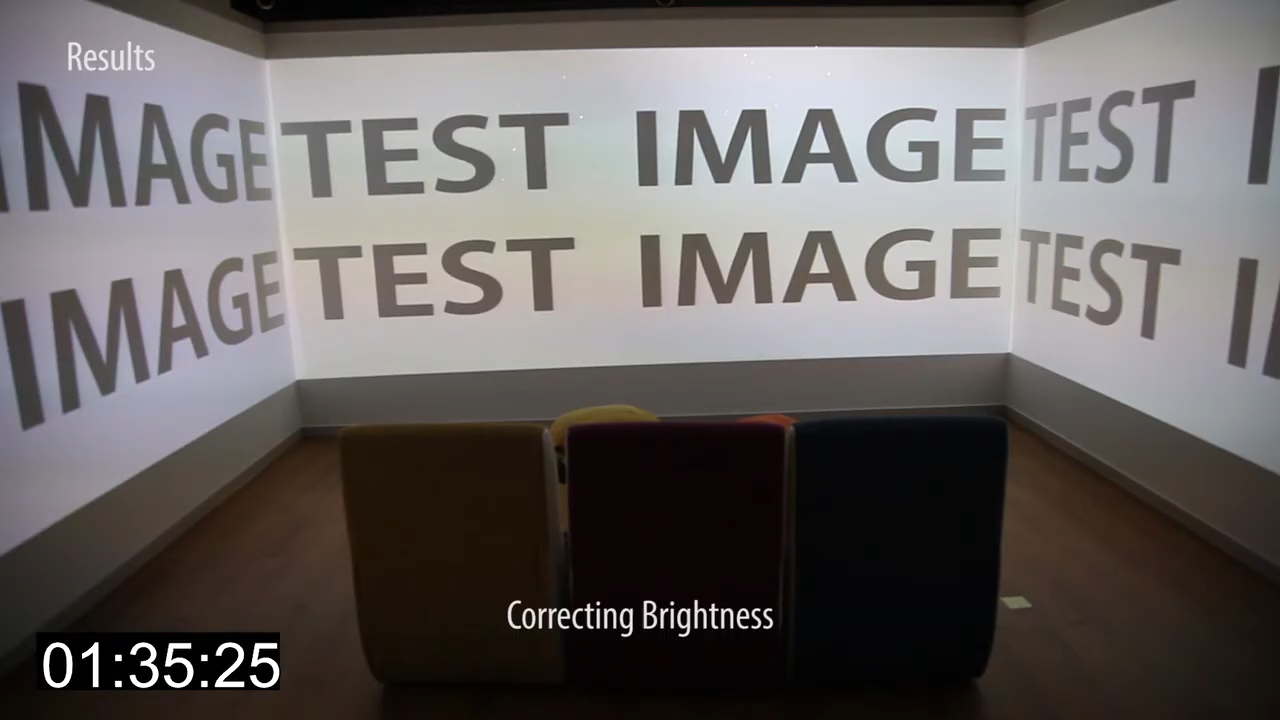 Results
IMAGE TEST IMAGE TEST I
IMAGE TEST IMAGE TEST I
Correcting Brightness
01:35:25